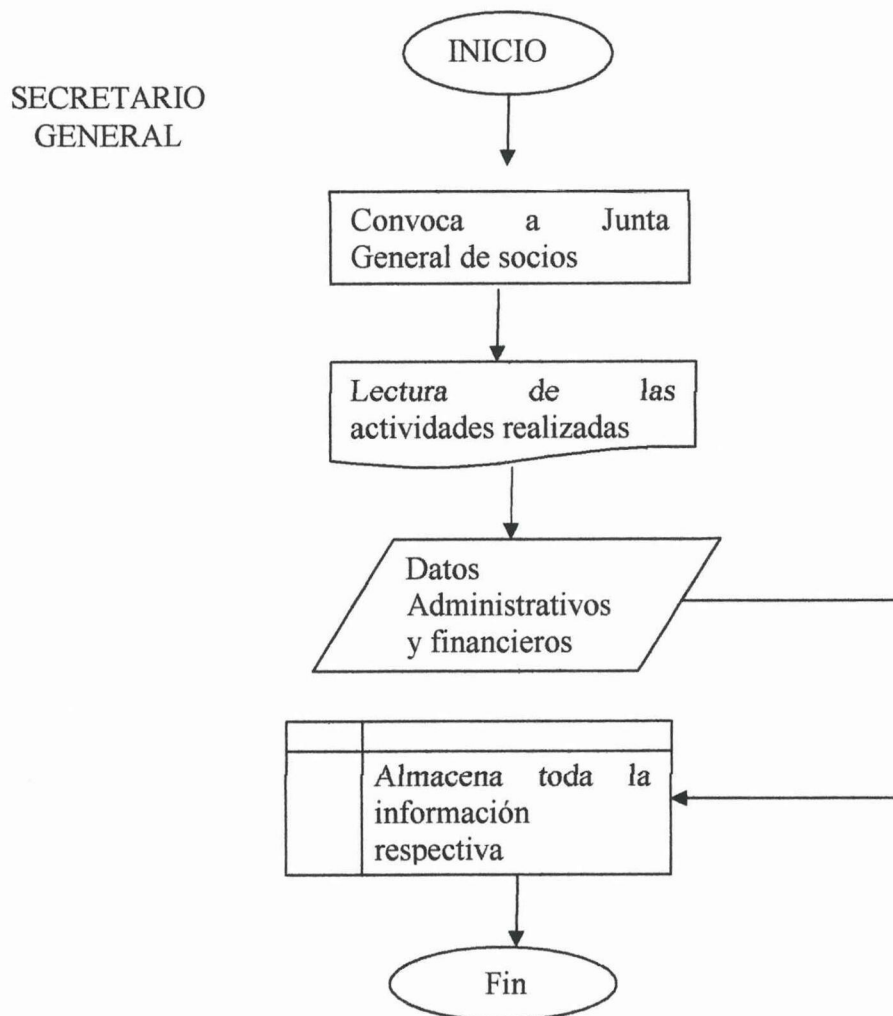 INICIO
SECRETARIO
GENERAL
Convoca a Junta
General de socios
Lectura de las
actividades realizadas
Datos
Administrativos
y financieros
Almacena toda la
información
respectiva
Fin